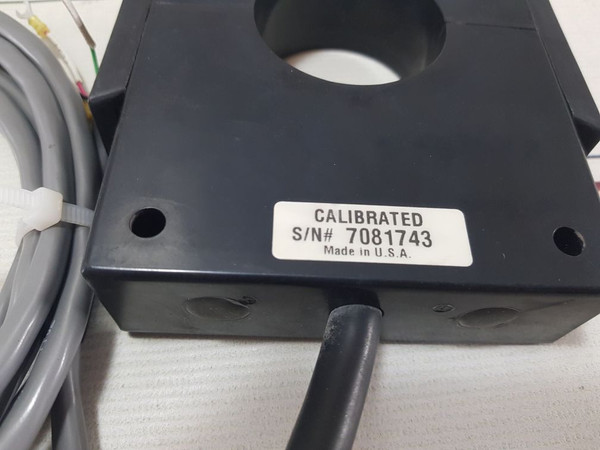 CALIBRATED
S/N# 7081743
Made in U.S.A.